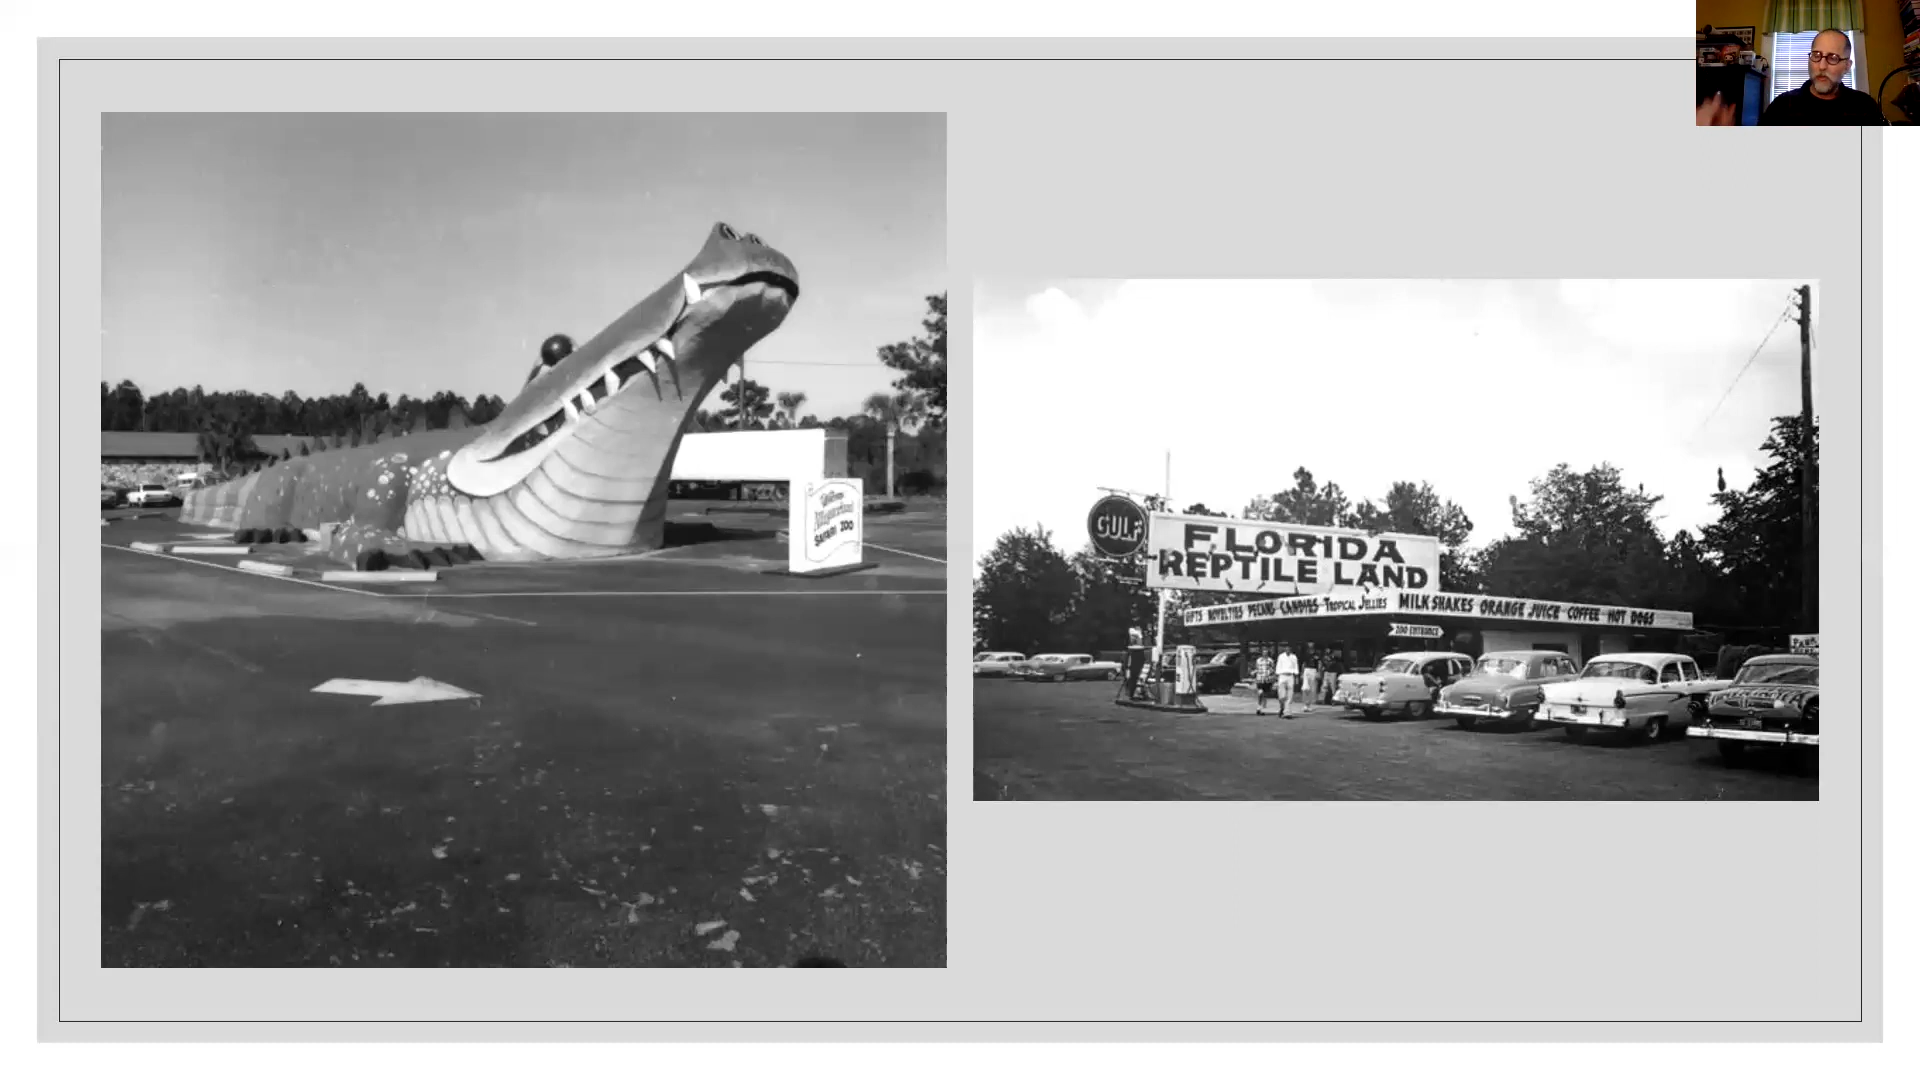 Alligatorland
SAFARI ZOO
GULF
FLORIDA
REPTILE LAND
GIFTS NOVELTIES PECANS CANDIES TROPICAL JELLIES MILK SHAKES ORANGE JUICE COFFEE HOT DOGS
ZOO ENTRANCE